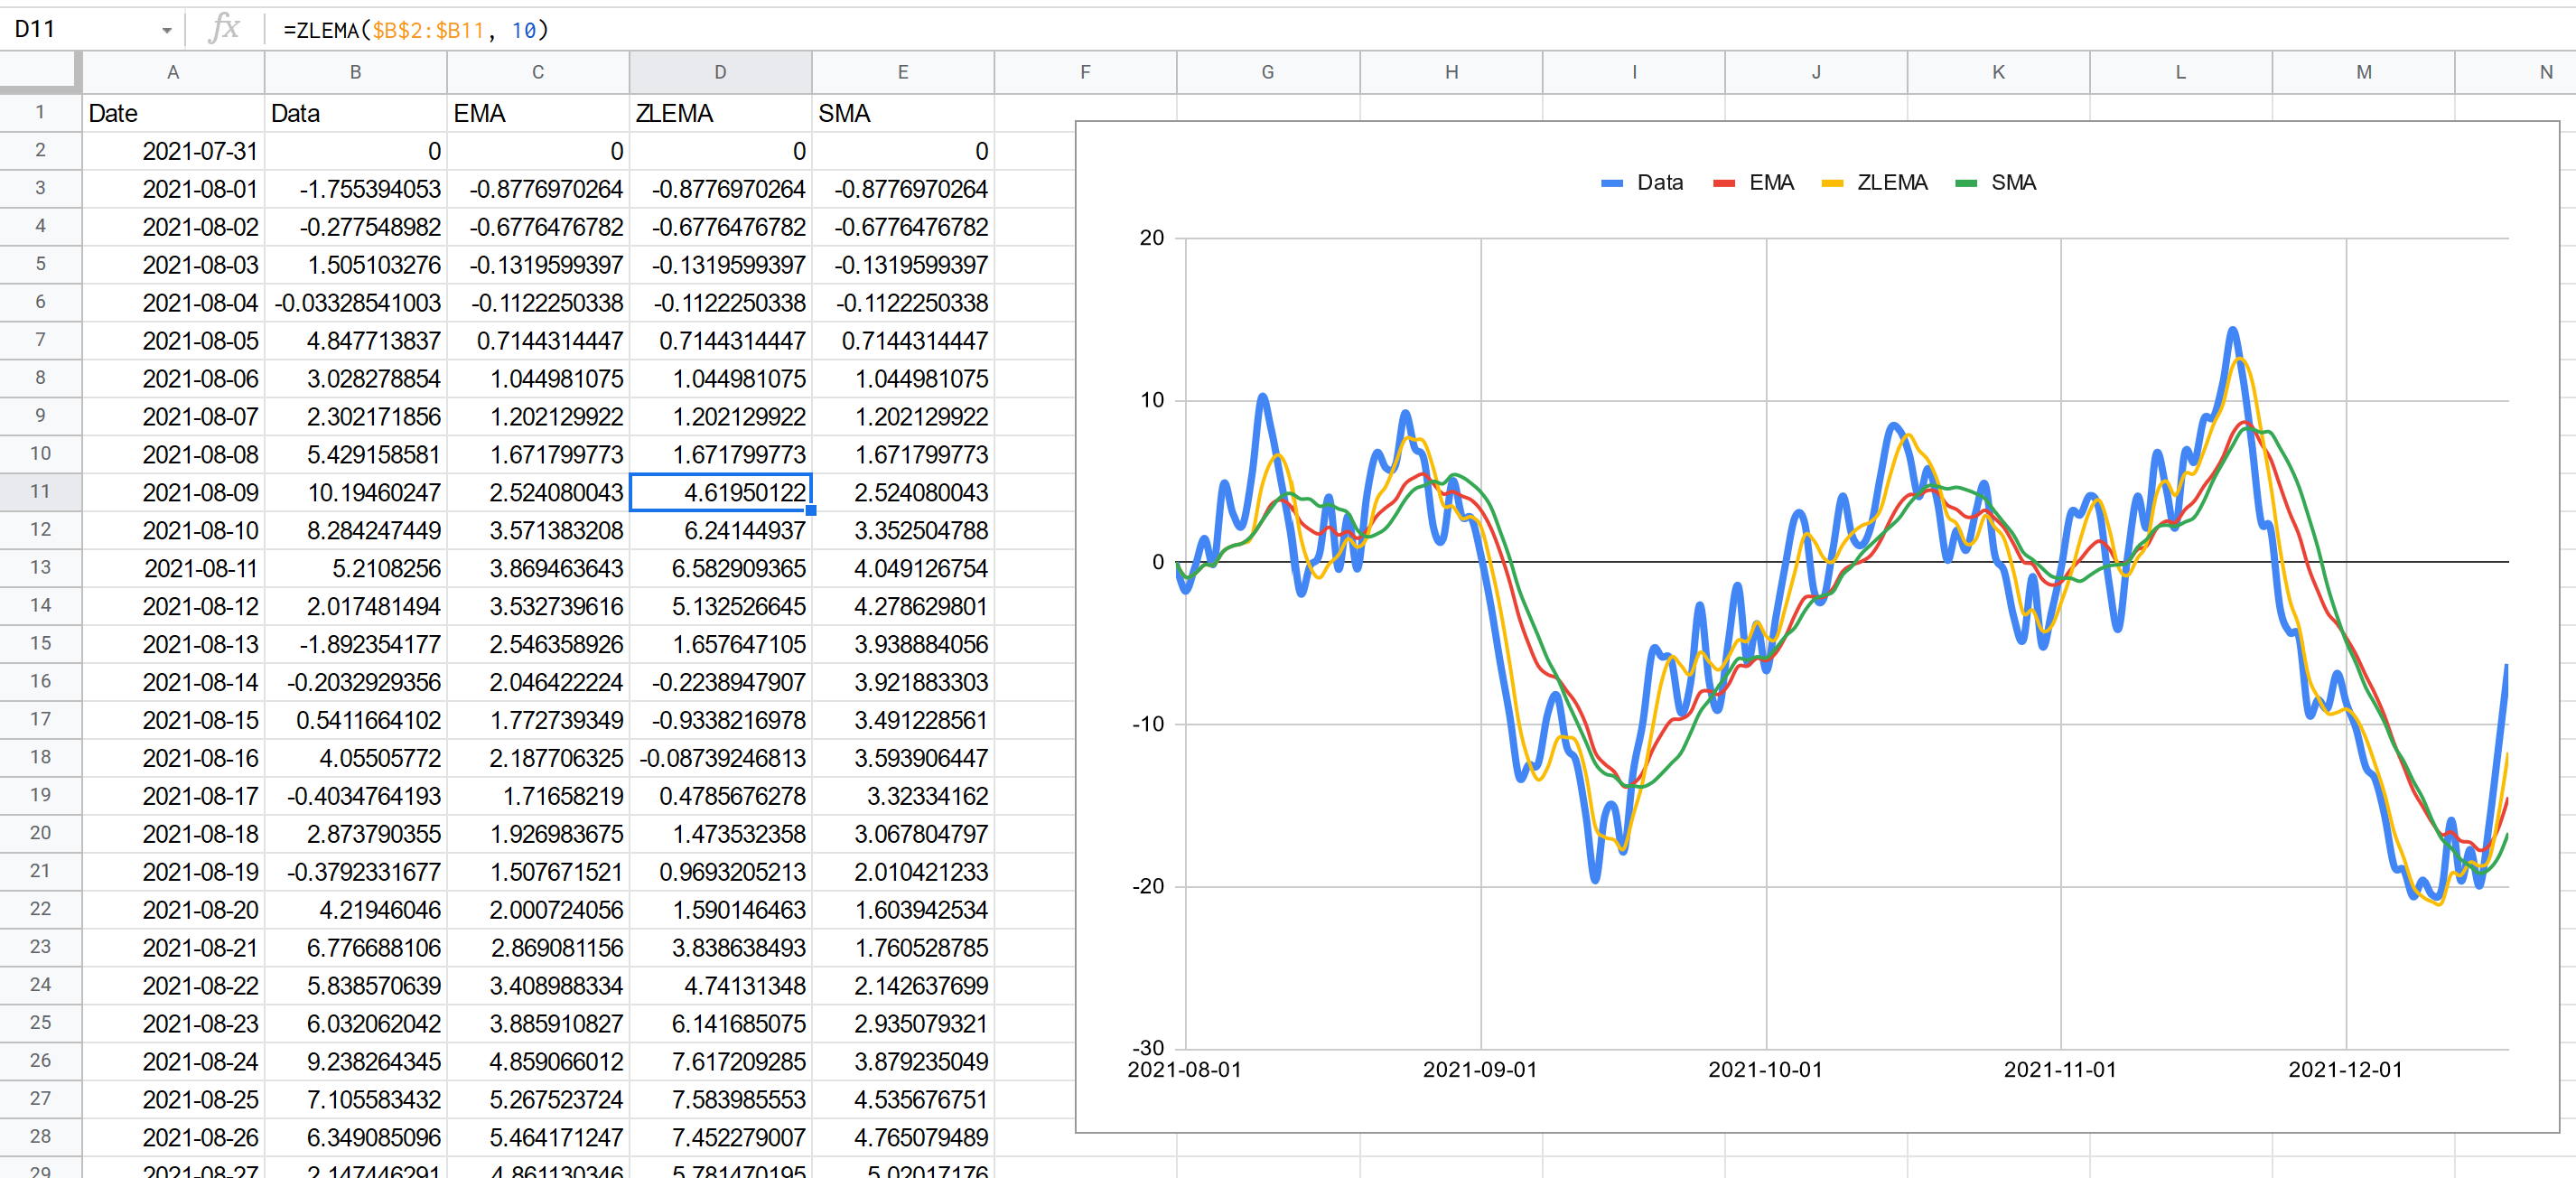 D11 fx =ZLEMA($B$2:$B11, 10)
A B C D E F G H I J K L M N
1 Date Data EMA ZLEMA SMA
2 2021-07-31 0 0 0 0
3 2021-08-01 -1.755394053 -0.8776970264 -0.8776970264 -0.8776970264
4 2021-08-02 -0.277548982 -0.6776476782 -0.6776476782 -0.6776476782
5 2021-08-03 1.505103276 -0.1319599397 -0.1319599397 -0.1319599397
6 2021-08-04 -0.03328541003 -0.1122250338 -0.1122250338 -0.1122250338
7 2021-08-05 4.847713837 0.7144314447 0.7144314447 0.7144314447
8 2021-08-06 3.028278854 1.044981075 1.044981075 1.044981075
9 2021-08-07 2.302171856 1.202129922 1.202129922 1.202129922
10 2021-08-08 5.429158581 1.671799773 1.671799773 1.671799773
11 2021-08-09 10.19460247 2.524080043 4.61950122 2.524080043
12 2021-08-10 8.284247449 3.571383208 6.24144937 3.352504788
13 2021-08-11 5.2108256 3.869463643 6.582909365 4.049126754
14 2021-08-12 2.017481494 3.532739616 5.132526645 4.278629801
15 2021-08-13 -1.892354177 2.546358926 1.657647105 3.938884056
16 2021-08-14 -0.2032929356 2.046422224 -0.2238947907 3.921883303
17 2021-08-15 0.5411664102 1.772739349 -0.9338216978 3.491228561
18 2021-08-16 4.05505772 2.187706325 -0.08739246813 3.593906447
19 2021-08-17 -0.4034764193 1.71658219 0.4785676278 3.32334162
20 2021-08-18 2.873790355 1.926983675 1.473532358 3.067804797
21 2021-08-19 -0.3792331677 1.507671521 0.9693205213 2.010421233
22 2021-08-20 4.21946046 2.000724056 1.590146463 1.603942534
23 2021-08-21 6.776688106 2.869081156 3.838638493 1.760528785
24 2021-08-22 5.838570639 3.408988334 4.74131348 2.142637699
25 2021-08-23 6.032062042 3.885910827 6.141685075 2.935079321
26 2021-08-24 9.238264345 4.859066012 7.617209285 3.879235049
27 2021-08-25 7.105583432 5.267523724 7.583985553 4.535676751
28 2021-08-26 6.349085096 5.464171247 7.452279007 4.765079489
29 2021-08-27 2.147446291 4.861130346 5.781470195 5.02017176
Data EMA ZLEMA SMA
20
10
0
-10
-20
-30
2021-08-01 2021-09-01 2021-10-01 2021-11-01 2021-12-01